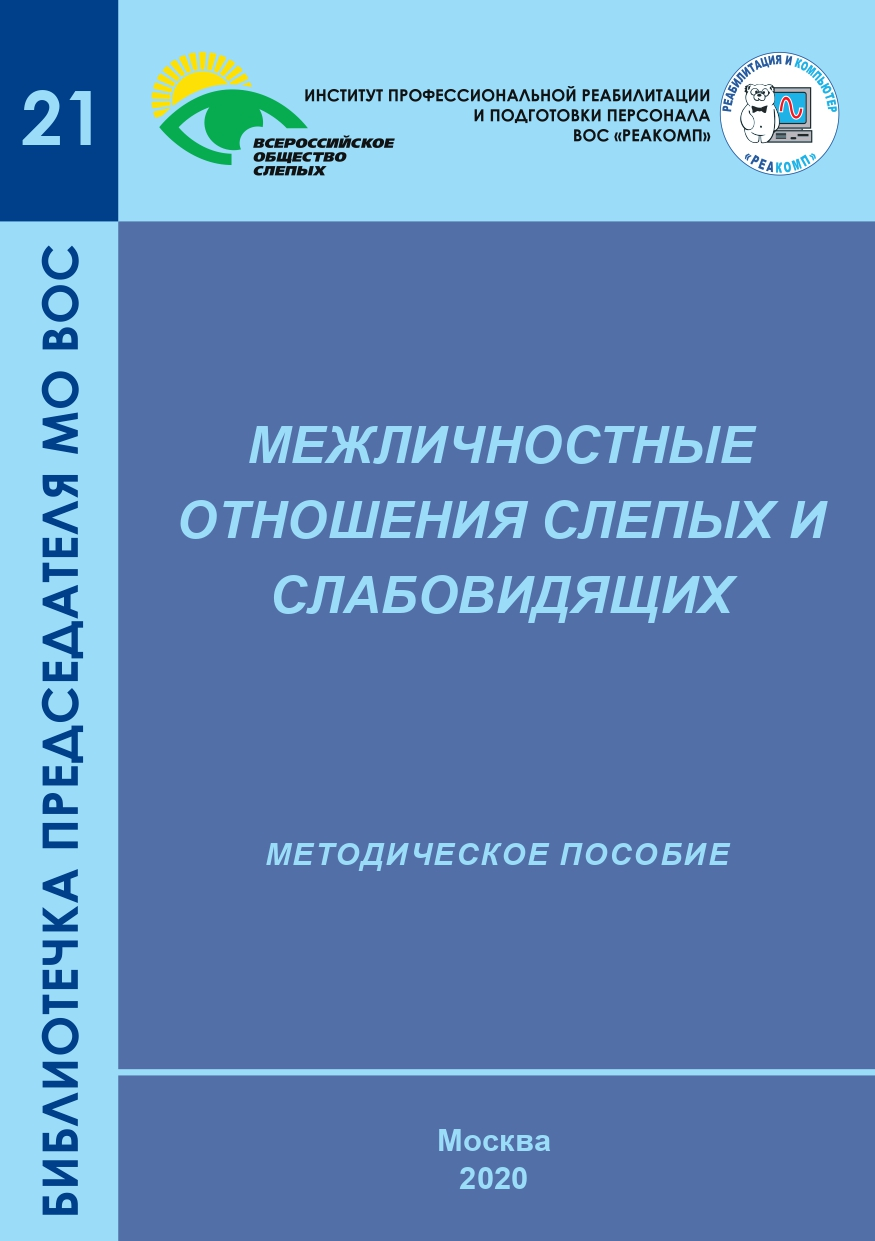 21
ВСЕРОССИЙСКОЕ
ОБЩЕСТВО
СЛЕПЫХ
ИНСТИТУТ ПРОФЕССИОНАЛЬНОЙ РЕАБИЛИТАЦИИ
И ПОДГОТОВКИ ПЕРСОНАЛА
ВОС «РЕАКОМП»
РЕАБИЛИТАЦИЯ И КОМПЬЮТЕР
«РЕАКОМП»
БИБЛИОТЕЧКА ПРЕДСЕДАТЕЛЯ МО ВОС
МЕЖЛИЧНОСТНЫЕ
ОТНОШЕНИЯ СЛЕПЫХ И
СЛАБОВИДЯЩИХ
МЕТОДИЧЕСКОЕ ПОСОБИЕ
Москва
2020